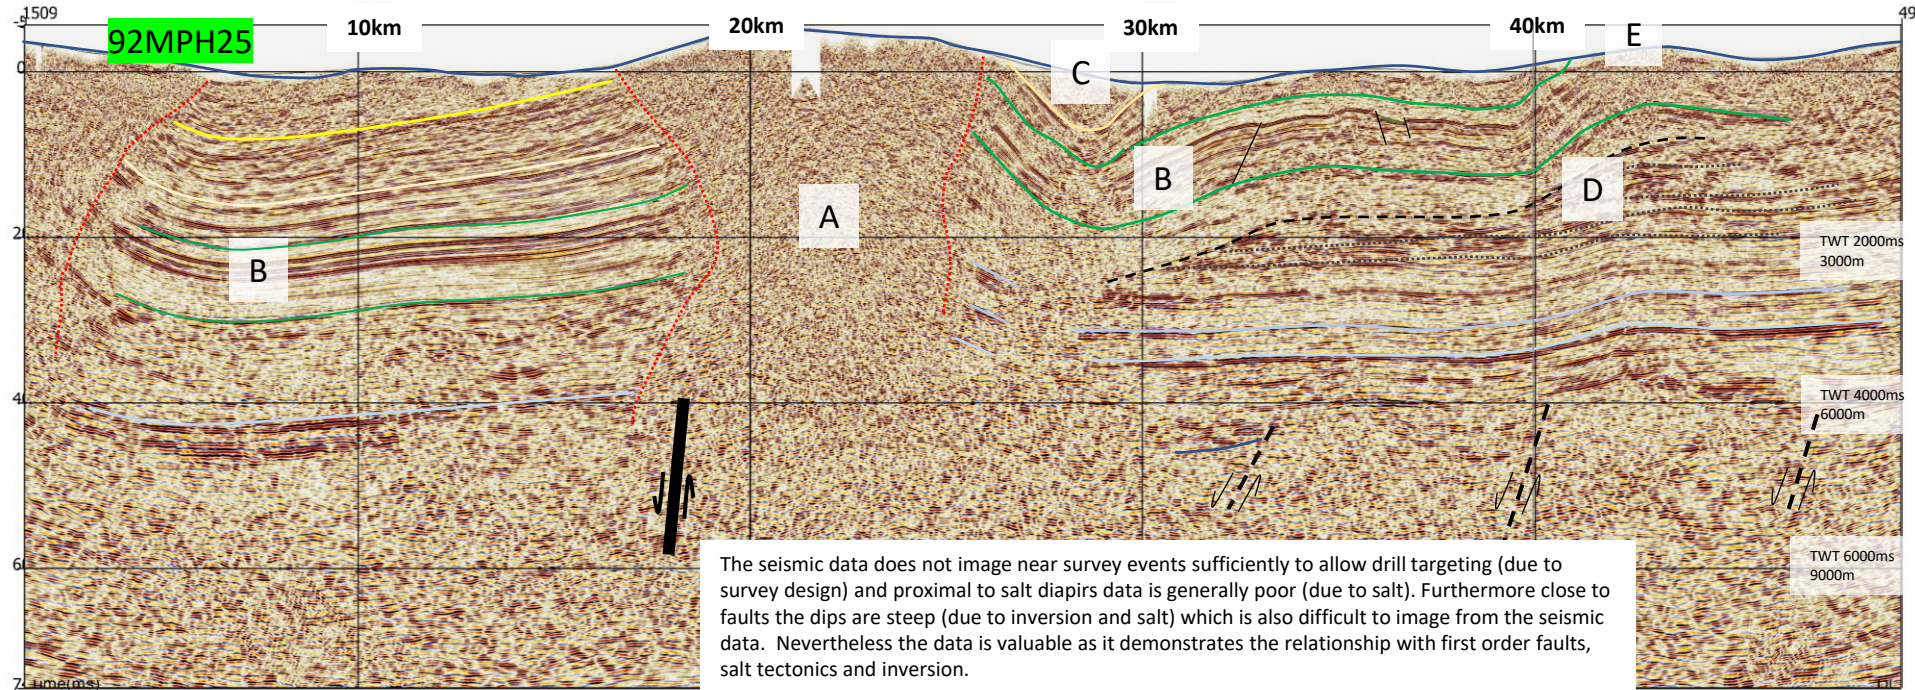 -1509
49
92MPH25
10km
20km
30km
40km
E
C
0
B
D
A
B
TWT 2000ms
3000m
TWT 4000ms
6000m
TWT 6000ms
9000m
The seismic data does not image near survey events sufficiently to allow drill targeting (due to
survey design) and proximal to salt diapirs data is generally poor (due to salt). Furthermore close to
faults the dips are steep (due to inversion and salt) which is also difficult to image from the seismic
data. Nevertheless the data is valuable as it demonstrates the relationship with first order faults,
salt tectonics and inversion.